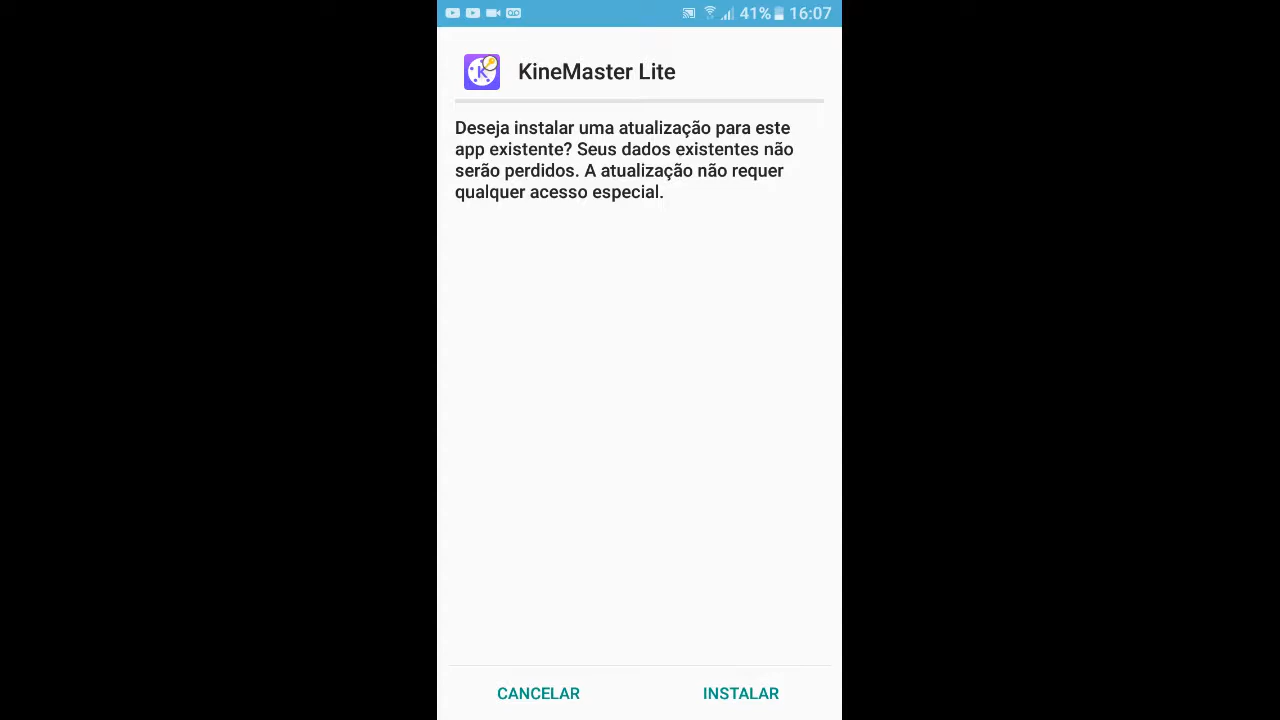 41% 16:07
KineMaster Lite
Deseja instalar uma atualização para este
app existente? Seus dados existentes não
serão perdidos. A atualização não requer
qualquer acesso especial.
CANCELAR INSTALAR